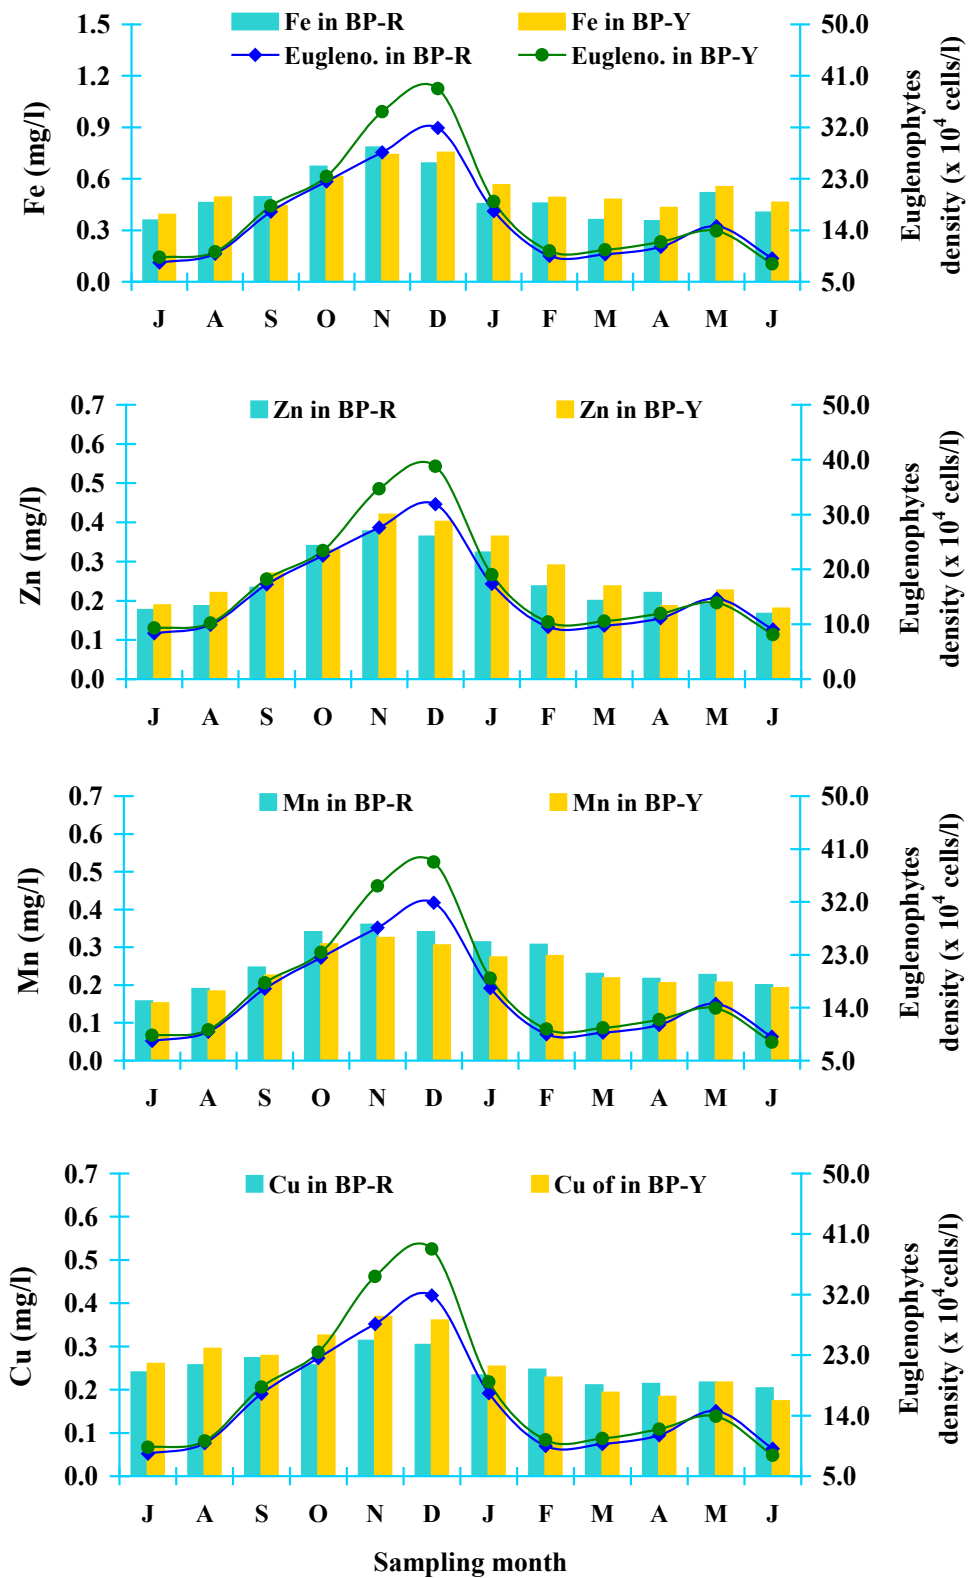 Fe in BP-R Fe in BP-Y
Eugleno. in BP-R Eugleno. in BP-Y
1.5 50.0
1.2 41.0
0.9 32.0
0.6 23.0
0.3 14.0
0.0 5.0
Fe (mg/l)
Euglenophytes
density (x 10⁴ cells/l)
J A S O N D J F M A M J
Zn in BP-R Zn in BP-Y
0.7 50.0
0.6
0.5 40.0
0.4 30.0
0.3 20.0
0.2
0.1 10.0
0.0 0.0
Zn (mg/l)
Euglenophytes
density (x 10⁴ cells/l)
J A S O N D J F M A M J
Mn in BP-R Mn in BP-Y
0.7 50.0
0.6 41.0
0.5
0.4 32.0
0.3 23.0
0.2 14.0
0.1
0.0 5.0
Mn (mg/l)
Euglenophytes
density (x 10⁴ cells/l)
J A S O N D J F M A M J
Cu in BP-R Cu of in BP-Y
0.7 50.0
0.6 41.0
0.5
0.4 32.0
0.3 23.0
0.2 14.0
0.1
0.0 5.0
Cu (mg/l)
Euglenophytes
density (x 10⁴cells/l)
J A S O N D J F M A M J
Sampling month